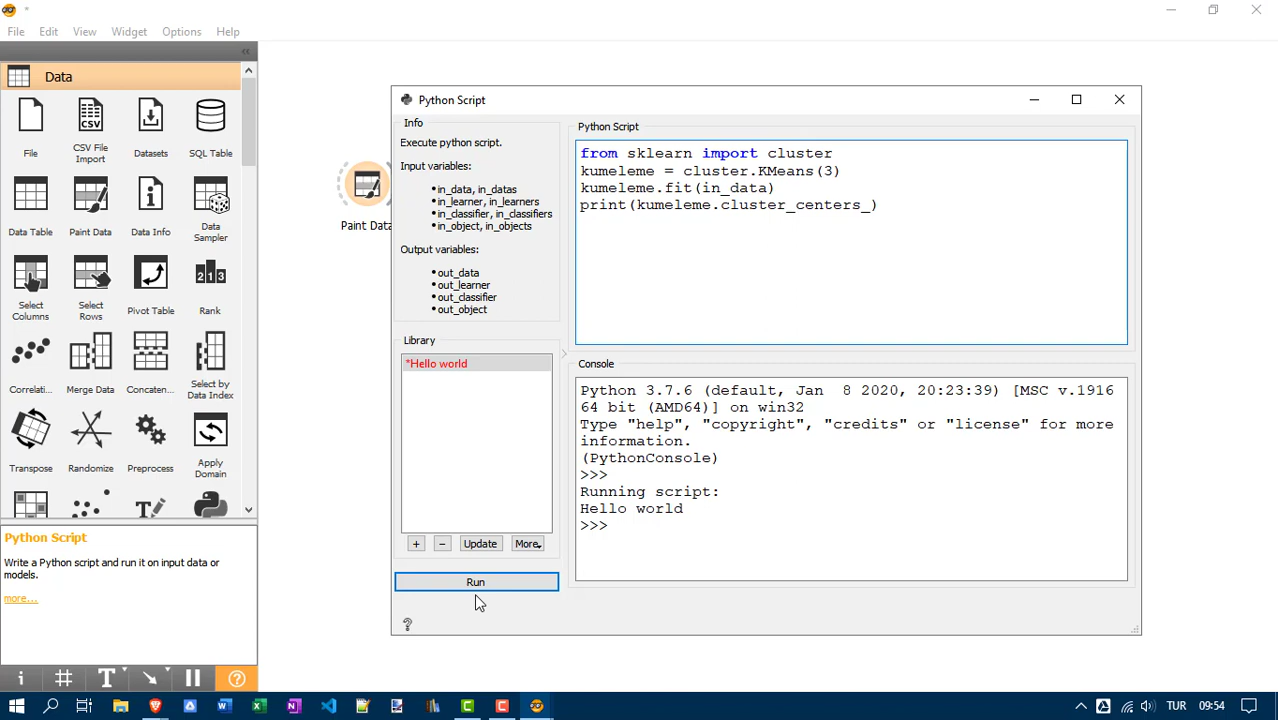 *
File Edit View Widget Options Help
«
Data
File
CSV File Import
Datasets
SQL Table
Data Table
Paint Data
Data Info
Data Sampler
Select Columns
Select Rows
Pivot Table
Rank
Correlati...
Merge Data
Concaten...
Select by Data Index
Transpose
Randomize
Preprocess
Apply Domain
Python Script
Write a Python script and run it on input data or
models.
more...
Paint Data
Python Script
Info
Execute python script.
Input variables:
•in_data, in_datas
•in_learner, in_learners
•in_classifier, in_classifiers
•in_object, in_objects
Output variables:
•out_data
•out_learner
•out_classifier
•out_object
Library
*Hello world
+ − Update More
Run
?
Python Script
from sklearn import cluster
kumeleme = cluster.KMeans(3)
kumeleme.fit(in_data)
print(kumeleme.cluster_centers_)
Console
Python 3.7.6 (default, Jan  8 2020, 20:23:39) [MSC v.1916
64 bit (AMD64)] on win32
Type "help", "copyright", "credits" or "license" for more
information.
(PythonConsole)
>>>
Running script:
Hello world
>>>
TUR 09:54